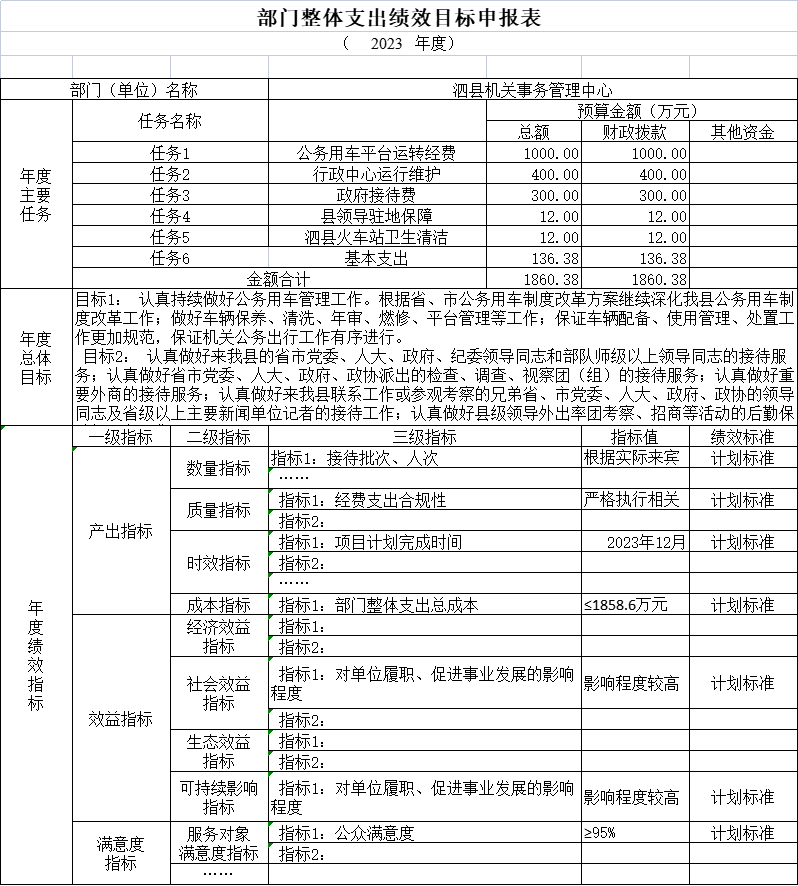 部门整体支出绩效目标申报表
（ 2023 年度）
部门（单位）名称 泗县机关事务管理中心
年度主要任务 任务名称 预算金额（万元）
总额 财政拨款 其他资金
任务1 公务用车平台运转经费 1000.00 1000.00
任务2 行政中心运行维护 400.00 400.00
任务3 政府接待费 300.00 300.00
任务4 县领导驻地保障 12.00 12.00
任务5 泗县火车站卫生清洁 12.00 12.00
任务6 基本支出 136.38 136.38
金额合计 1860.38 1860.38
年度总体目标
目标1： 认真持续做好公务用车管理工作。根据省、市公务用车制度改革方案继续深化我县公务用车制
度改革工作；做好车辆保养、清洗、年审、燃修、平台管理等工作；保证车辆配备、使用管理、处置工
作更加规范，保证机关公务出行工作有序进行。
目标2： 认真做好来我县的省市党委、人大、政府、纪委领导同志和部队师级以上领导同志的接待服
务；认真做好省市党委、人大、政府、政协派出的检查、调查、视察团（组）的接待服务；认真做好重
要外商的接待服务；认真做好来我县联系工作或参观考察的兄弟省、市党委、人大、政府、政协的领导
同志及省级以上主要新闻单位记者的接待工作；认真做好县级领导外出率团考察、招商等活动的后勤保
年度绩效指标 一级指标 二级指标 三级指标 指标值 绩效标准
产出指标 数量指标 指标1：接待批次、人次 根据实际来宾 计划标准
……
质量指标 指标1：经费支出合规性 严格执行相关 计划标准
指标2：
时效指标 指标1：项目计划完成时间 2023年12月 计划标准
指标2：
……
成本指标 指标1：部门整体支出总成本 ≤1858.6万元 计划标准
效益指标 经济效益指标 指标1：
指标2：
社会效益指标 指标1：对单位履职、促进事业发展的影响
程度 影响程度较高 计划标准
指标2：
生态效益指标 指标1：
指标2：
可持续影响指标 指标1：对单位履职、促进事业发展的影响
程度 影响程度较高 计划标准
满意度指标 服务对象满意度指标 指标1：公众满意度 ≥95% 计划标准
指标2：
……